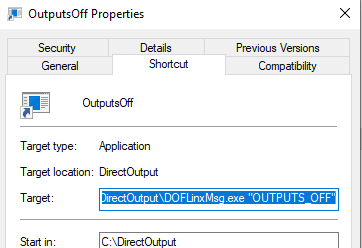 OutputsOff Properties
Security Details Previous Versions
General Shortcut Compatibility
OutputsOff
Target type: Application
Target location: DirectOutput
Target: DirectOutput\DOFLinxMsg.exe "OUTPUTS_OFF"
Start in: C:\DirectOutput